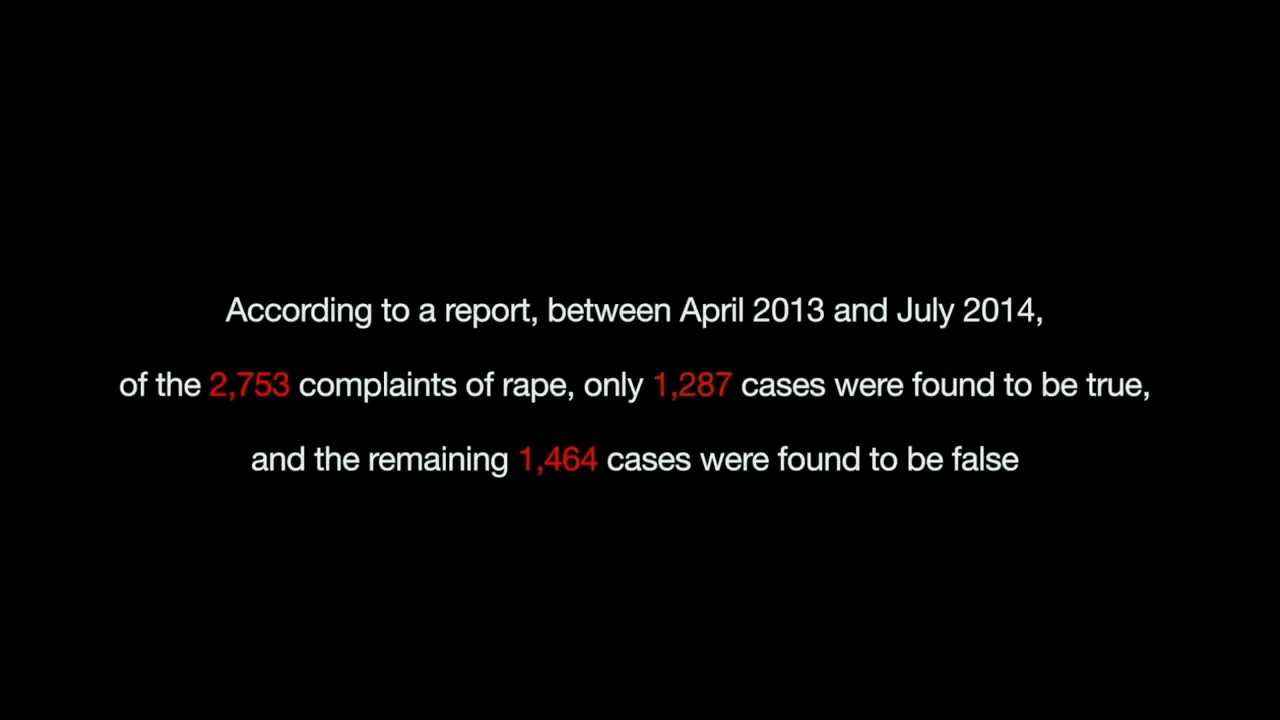 According to a report, between April 2013 and July 2014,
of the 2,753 complaints of rape, only 1,287 cases were found to be true,
and the remaining 1,464 cases were found to be false